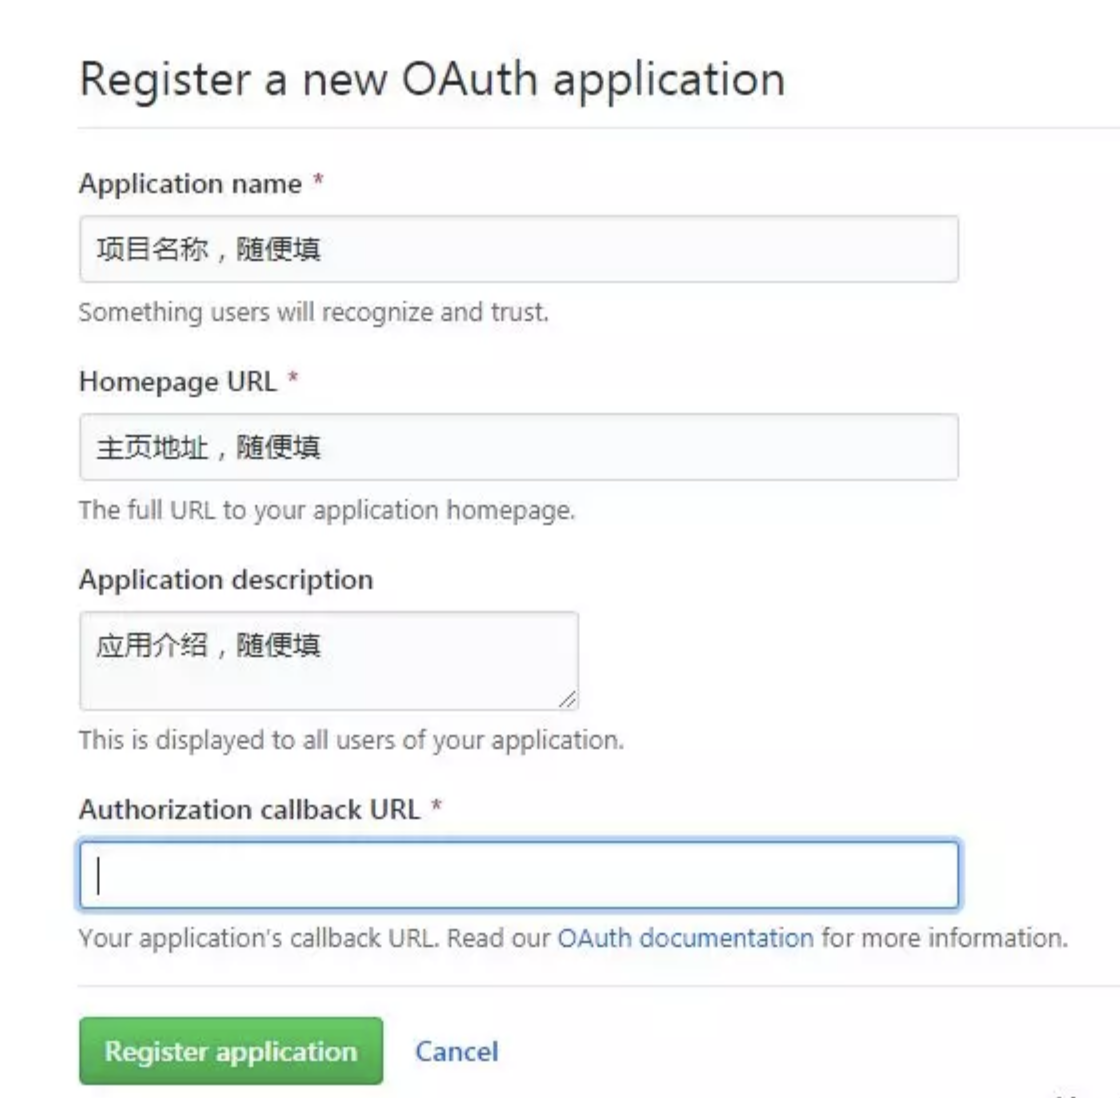 Register a new OAuth application
Application name *
项目名称，随便填
Something users will recognize and trust.
Homepage URL *
主页地址，随便填
The full URL to your application homepage.
Application description
应用介绍，随便填
This is displayed to all users of your application.
Authorization callback URL *
Your application's callback URL. Read our OAuth documentation for more information.
Register application Cancel